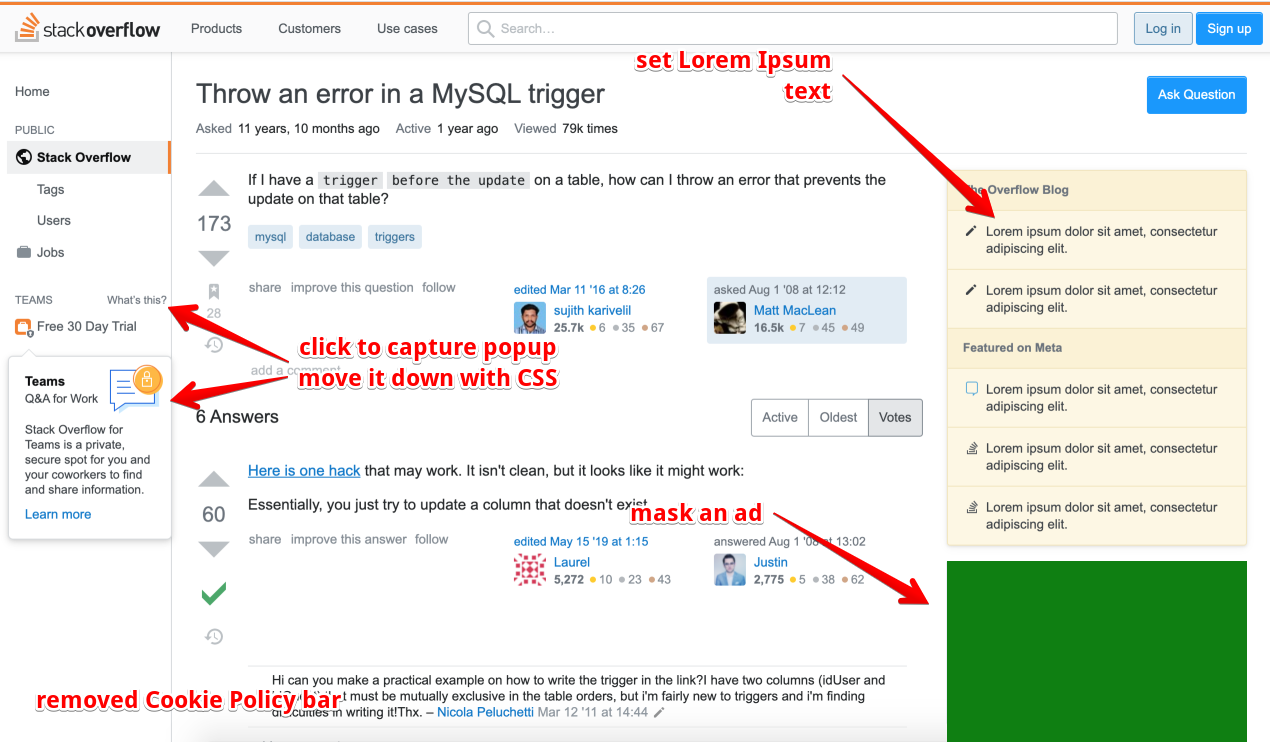 stackoverflow
Products
Customers
Use cases
Search...
Log in
Sign up
set Lorem Ipsum
text
Home
PUBLIC
Stack Overflow
Tags
Users
Jobs
TEAMS
What's this?
Free 30 Day Trial
Teams
Q&A for Work
Stack Overflow for
Teams is a private,
secure spot for you and
your coworkers to find
and share information.
Learn more
Throw an error in a MySQL trigger
Ask Question
Asked 11 years, 10 months ago Active 1 year ago Viewed 79k times
173
If I have a trigger before the update on a table, how can I throw an error that prevents the
update on that table?
mysql database triggers
28
share improve this question follow
edited Mar 11 '16 at 8:26
sujith karivelil
25.7k 6 35 67
asked Aug 1 '08 at 12:12
Matt MacLean
16.5k 7 45 49
add a comment
click to capture popup
move it down with CSS
6 Answers
Active Oldest Votes
60
Here is one hack that may work. It isn't clean, but it looks like it might work:
Essentially, you just try to update a column that doesn't exist
mask an ad
share improve this answer follow
edited May 15 '19 at 1:15
Laurel
5,272 10 23 43
answered Aug 1 '08 at 13:02
Justin
2,775 5 38 62
Hi can you make a practical example on how to write the trigger in the link?I have two columns (idUser and
that must be mutually exclusive in the table orders, but i'm fairly new to triggers and i'm finding
difficulties in writing it!Thx. – Nicola Peluchetti Mar 12 '11 at 14:44
removed Cookie Policy bar
The Overflow Blog
Lorem ipsum dolor sit amet, consectetur
adipiscing elit.
Lorem ipsum dolor sit amet, consectetur
adipiscing elit.
Featured on Meta
Lorem ipsum dolor sit amet, consectetur
adipiscing elit.
Lorem ipsum dolor sit amet, consectetur
adipiscing elit.
Lorem ipsum dolor sit amet, consectetur
adipiscing elit.